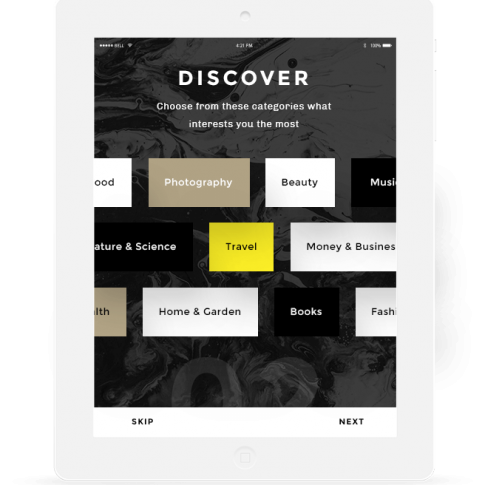 BELL 4:21 PM 100%
DISCOVER
Choose from these categories what
interests you the most
ood Photography Beauty Musi
ature & Science Travel Money & Busines
lth Home & Garden Books Fashi
SKIP NEXT